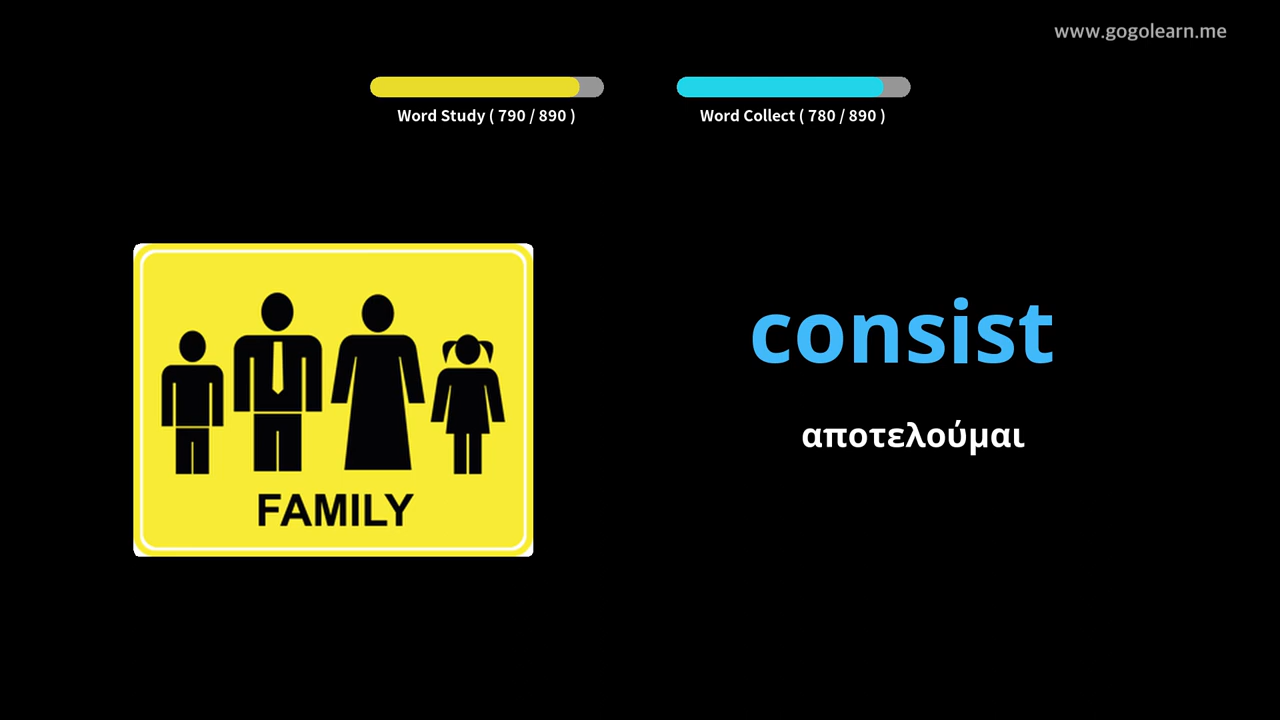 www.gogolearn.me
Word Study ( 790 / 890 )
Word Collect ( 780 / 890 )
consist
αποτελούμαι
FAMILY